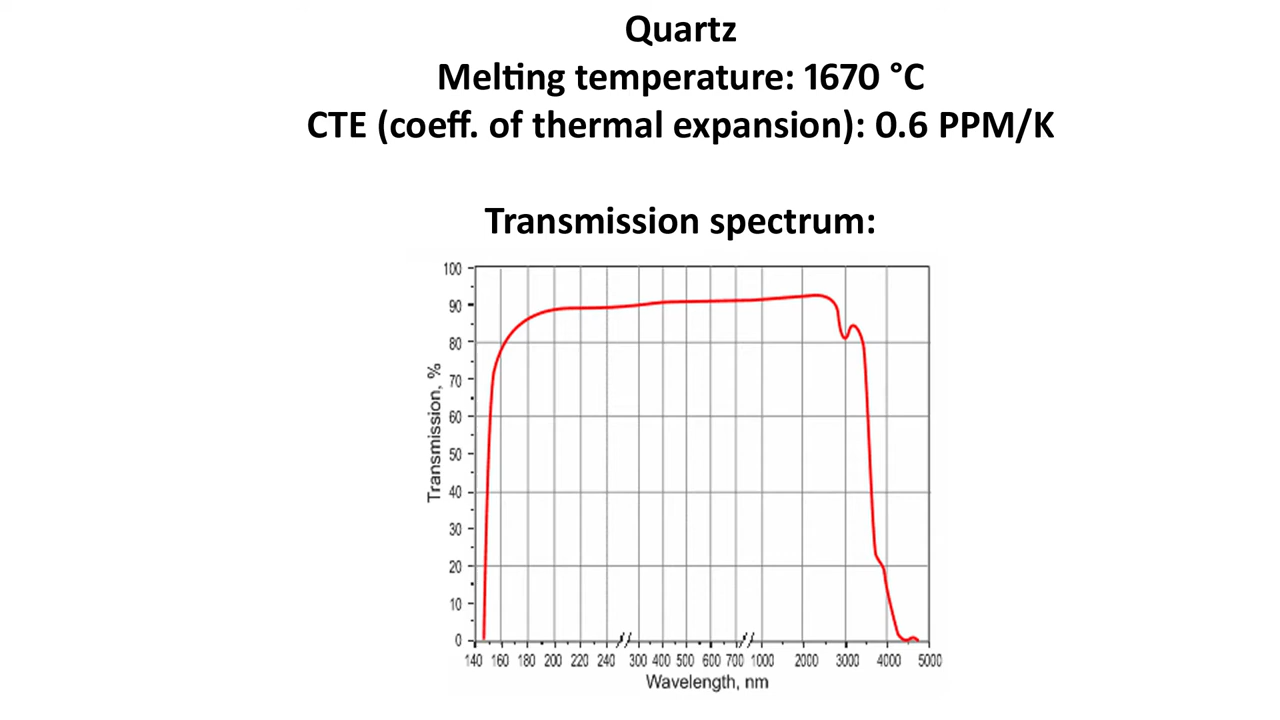 Quartz
Melting temperature: 1670 °C
CTE (coeff. of thermal expansion): 0.6 PPM/K
Transmission spectrum:
100
90
80
70
60
50
40
30
20
10
0
Transmission, %
140 160 180 200 220 240 300 400 500 600 700 1000 2000 3000 4000 5000
Wavelength, nm